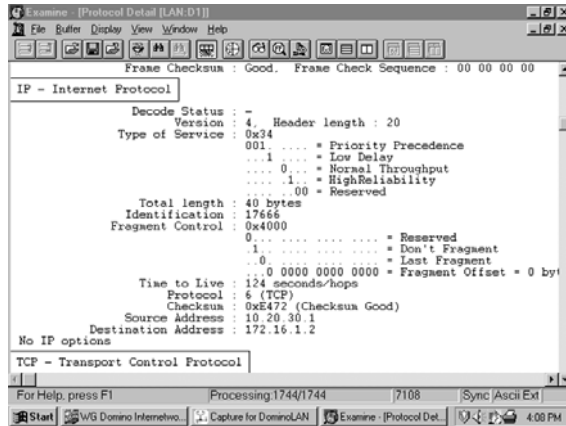 Examine - [Protocol Detail [LAN:D1]]
File Buffer Display View Window Help
Frame Checksum : Good, Frame Check Sequence : 00 00 00 00
IP - Internet Protocol
Decode Status : -
Version : 4, Header length : 20
Type of Service : 0x34
001. .... = Priority Precedence
...1 .... = Low Delay
.... 0... = Normal Throughput
.... .1.. = HighReliability
.... ..00 = Reserved
Total length : 40 bytes
Identification : 17666
Fragment Control : 0x4000
0... .... .... .... = Reserved
.1.. .... .... .... = Don't Fragment
..0. .... .... .... = Last Fragment
...0 0000 0000 0000 = Fragment Offset = 0 byt
Time to Live : 124 seconds/hops
Protocol : 6 (TCP)
Checksum : 0xE472 (Checksum Good)
Source Address : 10.20.30.1
Destination Address : 172.16.1.2
No IP options
TCP - Transport Control Protocol
For Help, press F1 Processing:1744/1744 7108 Sync Ascii Ext
Start WG Domino Internetwo... Capture for DominoLAN Examine - [Protocol Det... 4:08 PM